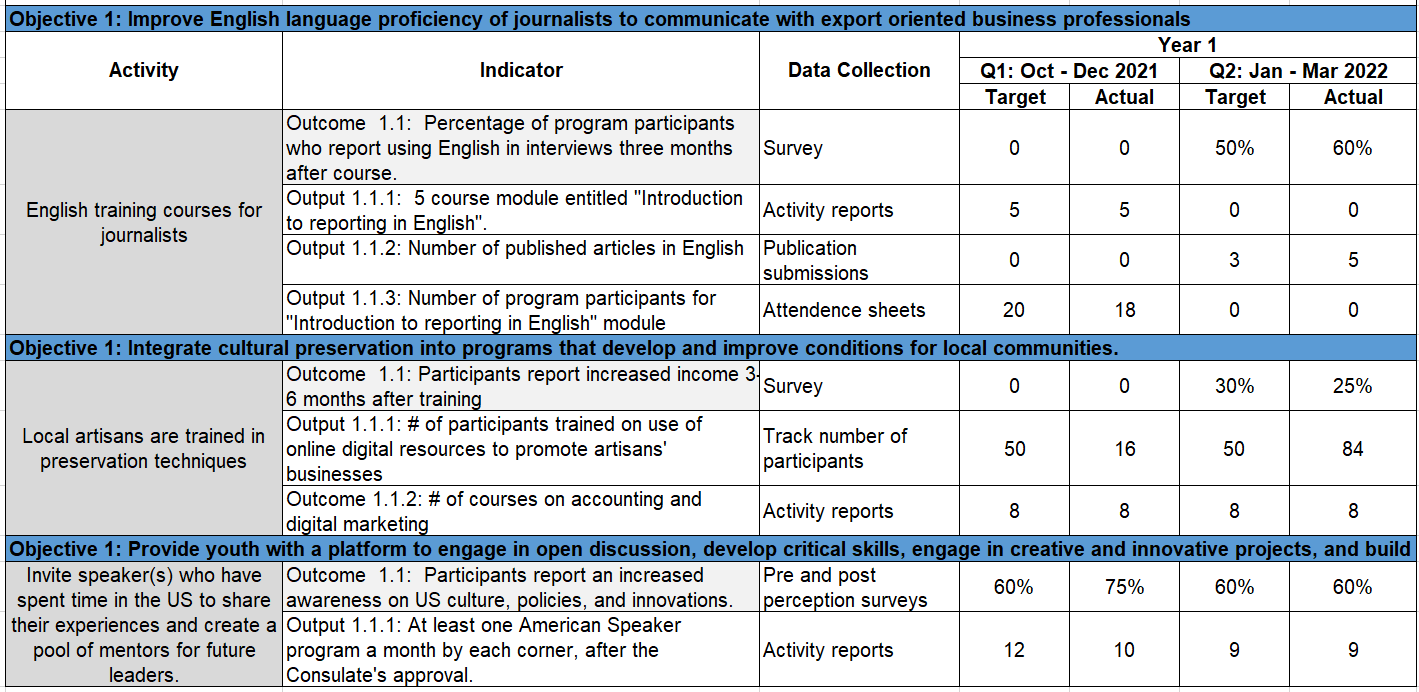 Objective 1: Improve English language proficiency of journalists to communicate with export oriented business professionals
Activity
Indicator
Data Collection
Year 1
Q1: Oct - Dec 2021
Q2: Jan - Mar 2022
Target
Actual
Target
Actual
English training courses for
journalists
Outcome 1.1: Percentage of program participants
who report using English in interviews three months
after course.
Survey
0
0
50%
60%
Output 1.1.1: 5 course module entitled "Introduction
to reporting in English".
Activity reports
5
5
0
0
Output 1.1.2: Number of published articles in English
Publication
submissions
0
0
3
5
Output 1.1.3: Number of program participants for
"Introduction to reporting in English" module
Attendence sheets
20
18
0
0
Objective 1: Integrate cultural preservation into programs that develop and improve conditions for local communities.
Local artisans are trained in
preservation techniques
Outcome 1.1: Participants report increased income 3-
6 months after training
Survey
0
0
30%
25%
Output 1.1.1: # of participants trained on use of
online digital resources to promote artisans'
businesses
Track number of
participants
50
16
50
84
Outcome 1.1.2: # of courses on accounting and
digital marketing
Activity reports
8
8
8
8
Objective 1: Provide youth with a platform to engage in open discussion, develop critical skills, engage in creative and innovative projects, and build
Invite speaker(s) who have
spent time in the US to share
their experiences and create a
pool of mentors for future
leaders.
Outcome 1.1: Participants report an increased
awareness on US culture, policies, and innovations.
Pre and post
perception surveys
60%
75%
60%
60%
Output 1.1.1: At least one American Speaker
program a month by each corner, after the
Consulate's approval.
Activity reports
12
10
9
9